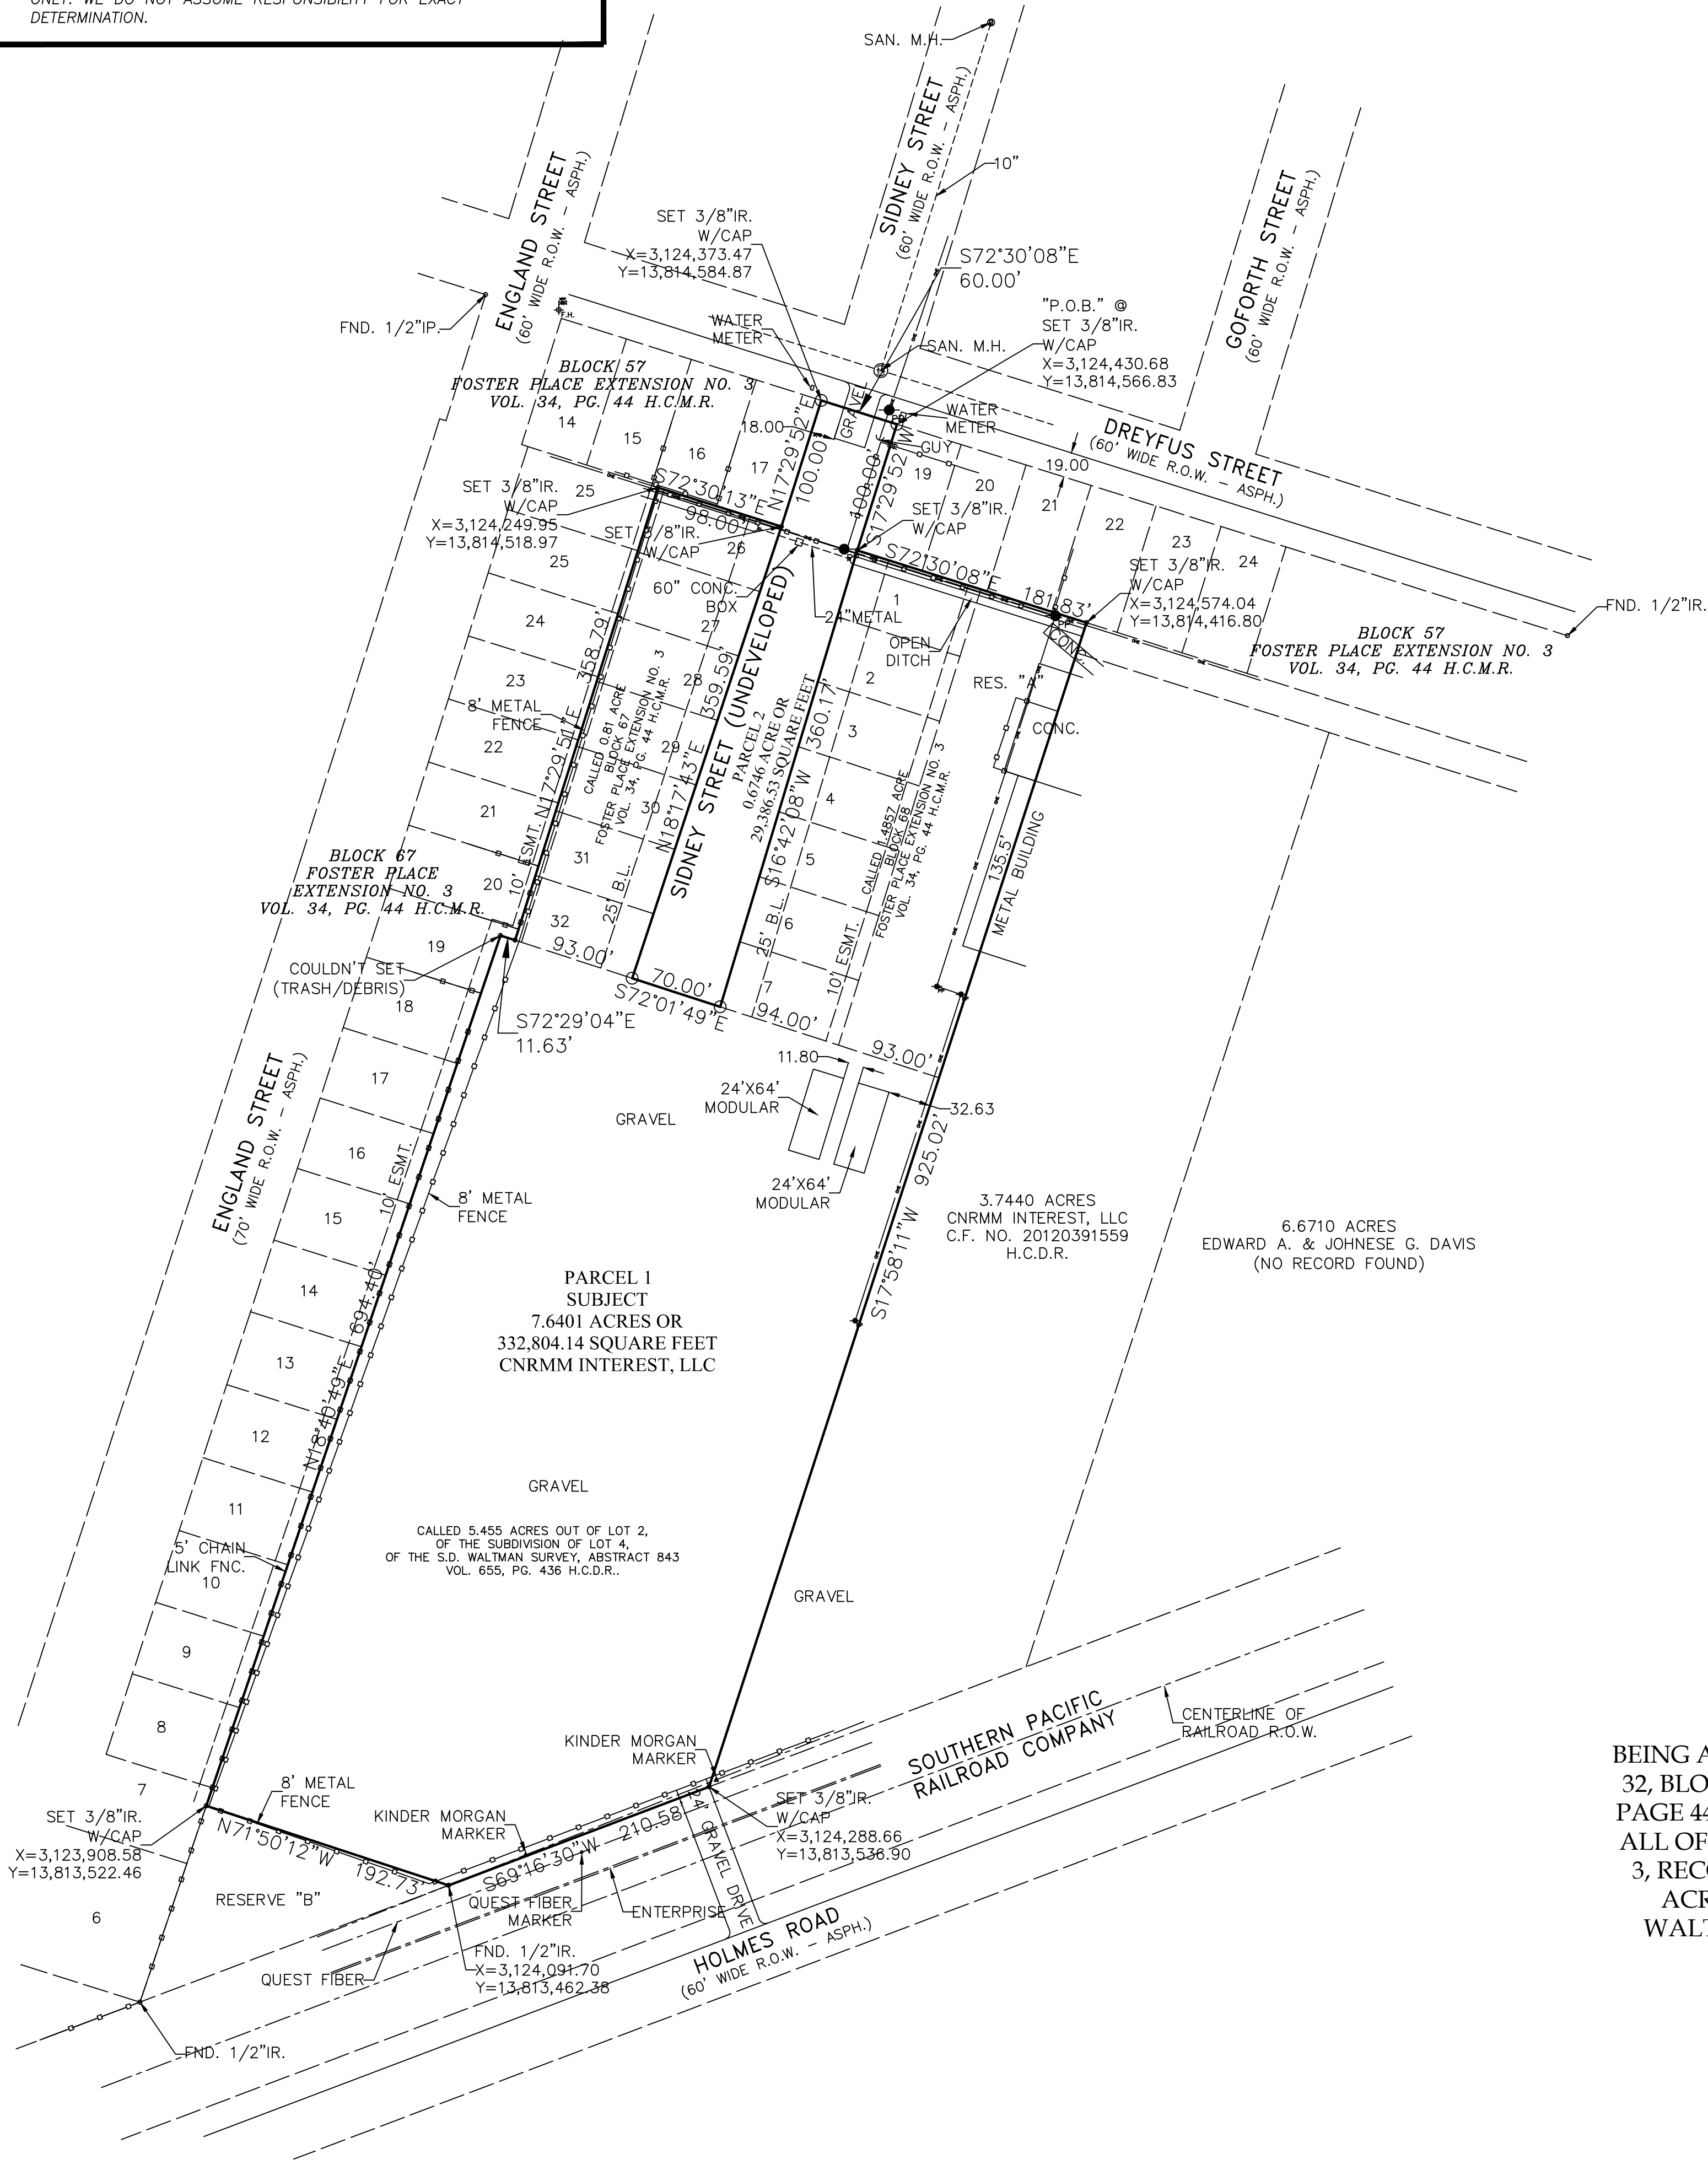 ONLY. WE DO NOT ASSUME RESPONSIBILITY FOR EXACT
DETERMINATION.
SAN. M.H.
SIDNEY STREET
(60' WIDE R.O.W. - ASPH.)
10"
ENGLAND STREET
(60' WIDE R.O.W. - ASPH.)
GOFORTH STREET
(60' WIDE R.O.W. - ASPH.)
SET 3/8"IR.
W/CAP
X=3,124,373.47
Y=13,814,584.87
S72°30'08"E
60.00'
"P.O.B." @
SET 3/8"IR.
W/CAP
X=3,124,430.68
Y=13,814,566.83
FND. 1/2"IP.
F.H.
WATER
METER
SAN. M.H.
BLOCK 57
FOSTER PLACE EXTENSION NO. 3
VOL. 34, PG. 44 H.C.M.R.
14
15
16
17
18.00
GRAVEL
WATER
METER
GUY
DREYFUS STREET
(60' WIDE R.O.W. - ASPH.)
19.00
19
20
21
22
23
24
N17°29'52"E
100.00'
100.00'
S17°29'52"W
SET 3/8"IR.
W/CAP
X=3,124,249.95
Y=13,814,518.97
25
S72°30'13"E
98.00'
SET 3/8"IR.
W/CAP
26
SET 3/8"IR.
W/CAP
S72°30'08"E
181.83'
SET 3/8"IR.
W/CAP
X=3,124,574.04
Y=13,814,416.80
FND. 1/2"IR.
BLOCK 57
FOSTER PLACE EXTENSION NO. 3
VOL. 34, PG. 44 H.C.M.R.
60" CONC.
BOX
24"METAL
OPEN
DITCH
PP
CONC.
RES. "A"
CONC.
METAL BUILDING
135.5'
25
24
23
22
21
20
19
18
17
16
15
14
13
12
11
10
9
8
7
6
27
28
29
30
31
32
8' METAL
FENCE
N17°29'51"E
358.79'
10' ESMT.
CALLED 0.81 ACRE
BLOCK 67
FOSTER PLACE EXTENSION NO. 3
VOL. 34, PG. 44 H.C.M.R.
25' B.L.
N18°17'43"E
359.59'
SIDNEY STREET (UNDEVELOPED)
PARCEL 2
0.6746 ACRE OR
29,386.53 SQUARE FEET
S16°42'08"W
360.17'
1
2
3
4
5
6
7
25' B.L.
10' ESMT.
CALLED 1.4857 ACRE
BLOCK 68
FOSTER PLACE EXTENSION NO. 3
VOL. 34, PG. 44 H.C.M.R.
BLOCK 67
FOSTER PLACE
EXTENSION NO. 3
VOL. 34, PG. 44 H.C.M.R.
COULDN'T SET
(TRASH/DEBRIS)
S72°29'04"E
11.63'
93.00'
70.00'
S72°01'49"E
94.00'
93.00'
11.80
24'X64'
MODULAR
24'X64'
MODULAR
32.63
GRAVEL
925.02'
S17°58'11"W
3.7440 ACRES
CNRMM INTEREST, LLC
C.F. NO. 20120391559
H.C.D.R.
6.6710 ACRES
EDWARD A. & JOHNESE G. DAVIS
(NO RECORD FOUND)
ENGLAND STREET
(70' WIDE R.O.W. - ASPH.)
10' ESMT.
8' METAL
FENCE
PARCEL 1
SUBJECT
7.6401 ACRES OR
332,804.14 SQUARE FEET
CNRMM INTEREST, LLC
694.40'
N18°40'49"E
GRAVEL
CALLED 5.455 ACRES OUT OF LOT 2,
OF THE SUBDIVISION OF LOT 4,
OF THE S.D. WALTMAN SURVEY, ABSTRACT 843
VOL. 655, PG. 436 H.C.D.R..
5' CHAIN
LINK FNC.
GRAVEL
SOUTHERN PACIFIC
RAILROAD COMPANY
CENTERLINE OF
RAILROAD R.O.W.
KINDER MORGAN
MARKER
SET 3/8"IR.
W/CAP
X=3,124,288.66
Y=13,813,536.90
8' METAL
FENCE
SET 3/8"IR.
W/CAP
X=3,123,908.58
Y=13,813,522.46
N71°50'12"W
192.73'
KINDER MORGAN
MARKER
S69°16'30"W
210.58'
24' GRAVEL DRIVE
RESERVE "B"
QUEST FIBER
MARKER
ENTERPRISE
FND. 1/2"IR.
X=3,124,091.70
Y=13,813,462.38
QUEST FIBER
HOLMES ROAD
(60' WIDE R.O.W. - ASPH.)
FND. 1/2"IR.
BEING A
32, BLO
PAGE 44
ALL OF
3, RECO
ACR
WALT